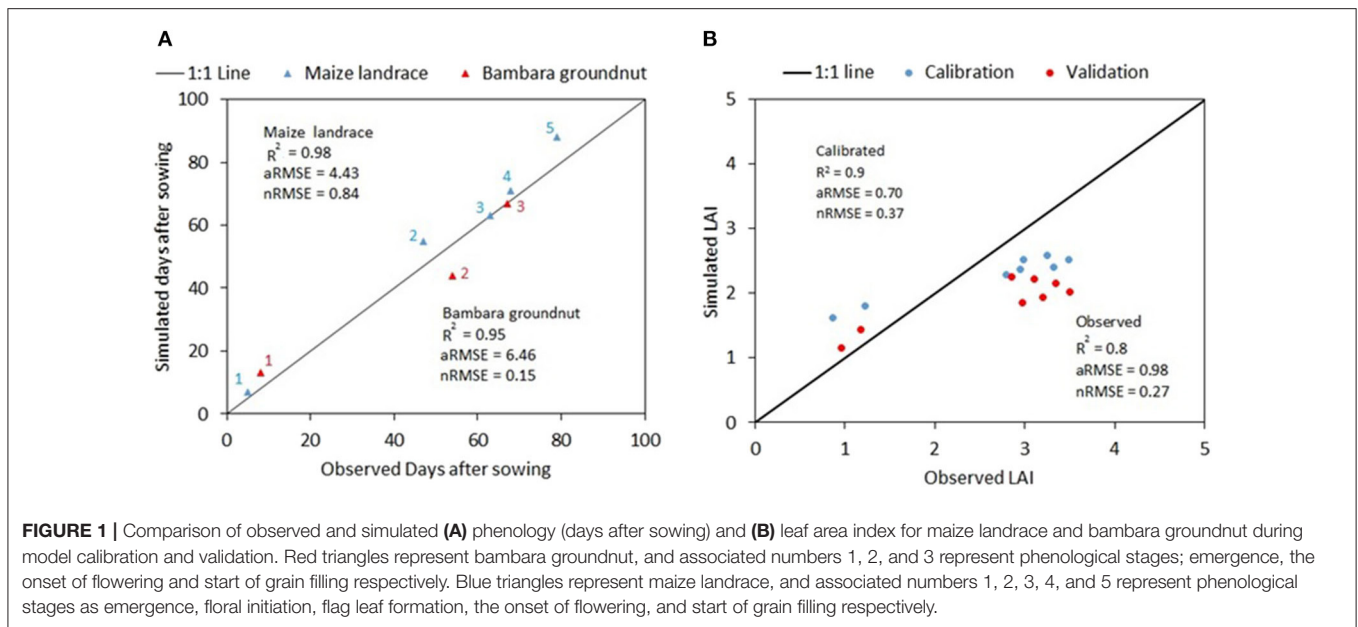 A
1:1 Line Maize landrace Bambara groundnut
100
80
60
40
20
0
0 20 40 60 80 100
Simulated days after sowing
Observed Days after sowing
Maize landrace
R² = 0.98
aRMSE = 4.43
nRMSE = 0.84
5
4
3
3
2
2
Bambara groundnut
R² = 0.95
aRMSE = 6.46
nRMSE = 0.15
1
1
B
1:1 line Calibration Validation
5
4
3
2
1
0
0 1 2 3 4 5
Simulated LAI
Observed LAI
Calibrated
R² = 0.9
aRMSE = 0.70
nRMSE = 0.37
Observed
R² = 0.8
aRMSE = 0.98
nRMSE = 0.27
FIGURE 1 | Comparison of observed and simulated (A) phenology (days after sowing) and (B) leaf area index for maize landrace and bambara groundnut during
model calibration and validation. Red triangles represent bambara groundnut, and associated numbers 1, 2, and 3 represent phenological stages; emergence, the
onset of flowering and start of grain filling respectively. Blue triangles represent maize landrace, and associated numbers 1, 2, 3, 4, and 5 represent phenological
stages as emergence, floral initiation, flag leaf formation, the onset of flowering, and start of grain filling respectively.